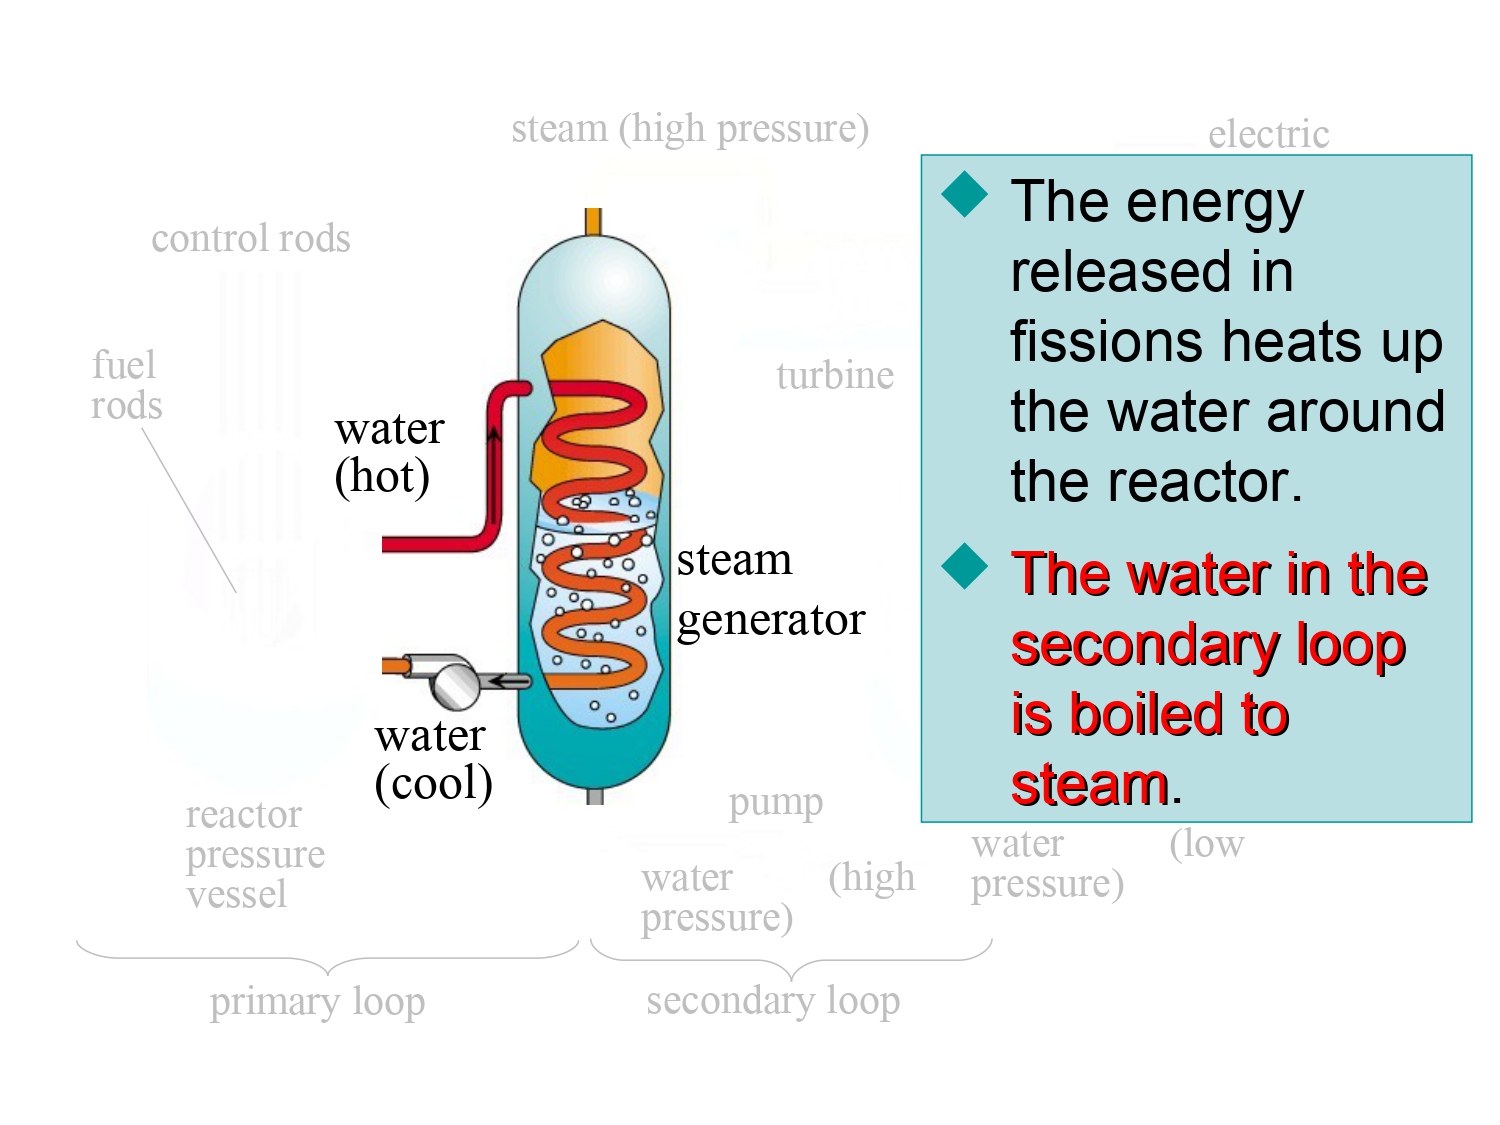 steam (high pressure)
electric
control rods
fuel
rods
turbine
water
(hot)
steam
generator
water
(cool)
pump
reactor
pressure
vessel
water (high
pressure)
water (low
pressure)
primary loop
secondary loop
The energy
released in
fissions heats up
the water around
the reactor.
The water in the
secondary loop
is boiled to
steam.